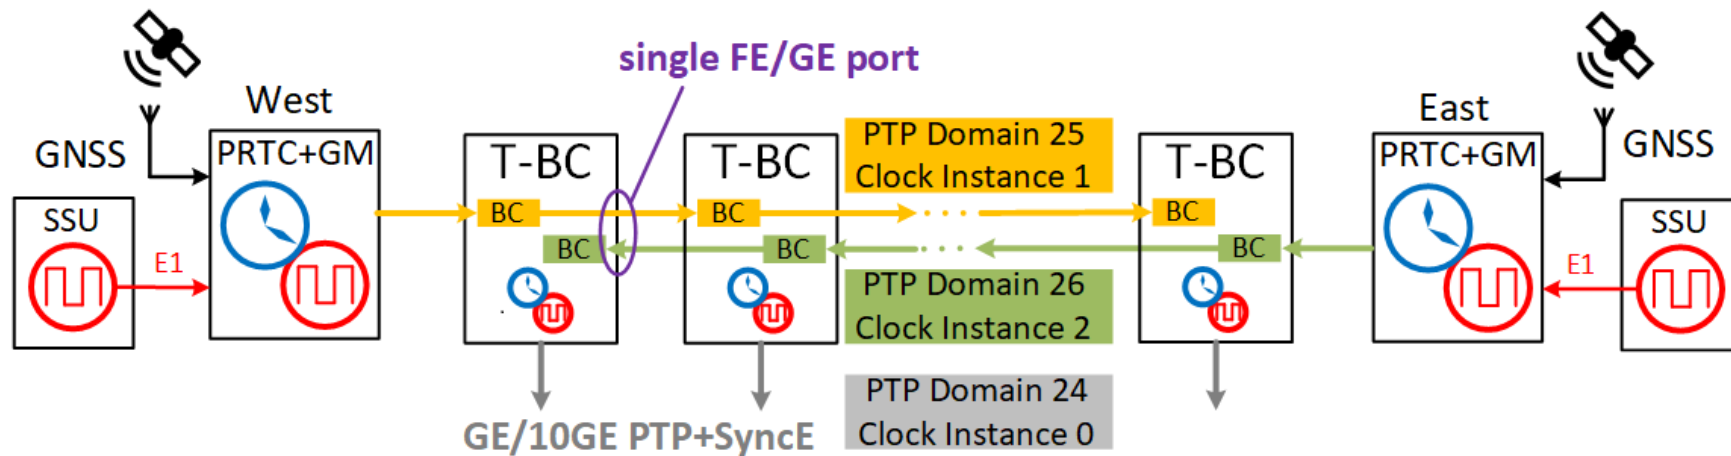 single FE/GE port
West
East
GNSS
PRTC+GM
SSU
E1
T-BC
BC
BC
T-BC
BC
BC
PTP Domain 25
Clock Instance 1
PTP Domain 26
Clock Instance 2
PTP Domain 24
Clock Instance 0
T-BC
BC
BC
PRTC+GM
GNSS
SSU
E1
GE/10GE PTP+SyncE